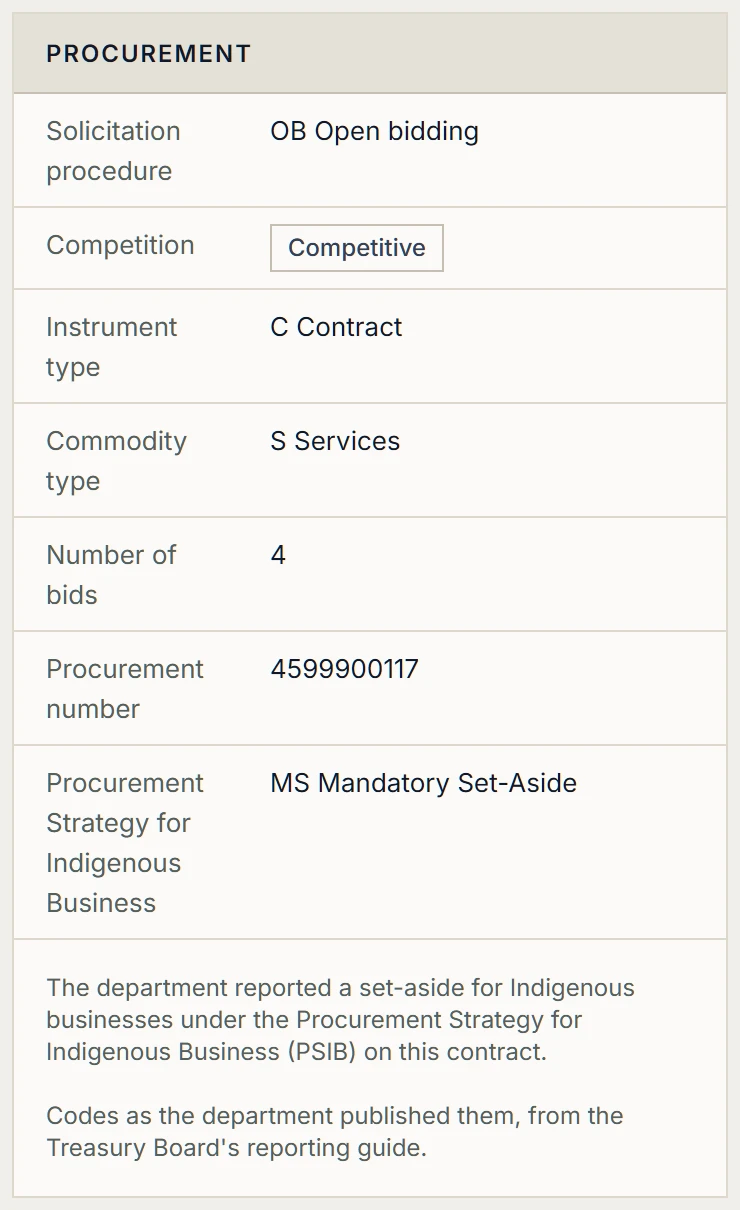 PROCUREMENT
Solicitation procedure
OB Open bidding
Competition
Competitive
Instrument type
C Contract
Commodity type
S Services
Number of bids
4
Procurement number
4599900117
Procurement Strategy for Indigenous Business
MS Mandatory Set-Aside
The department reported a set-aside for Indigenous
businesses under the Procurement Strategy for
Indigenous Business (PSIB) on this contract.
Codes as the department published them, from the
Treasury Board's reporting guide.